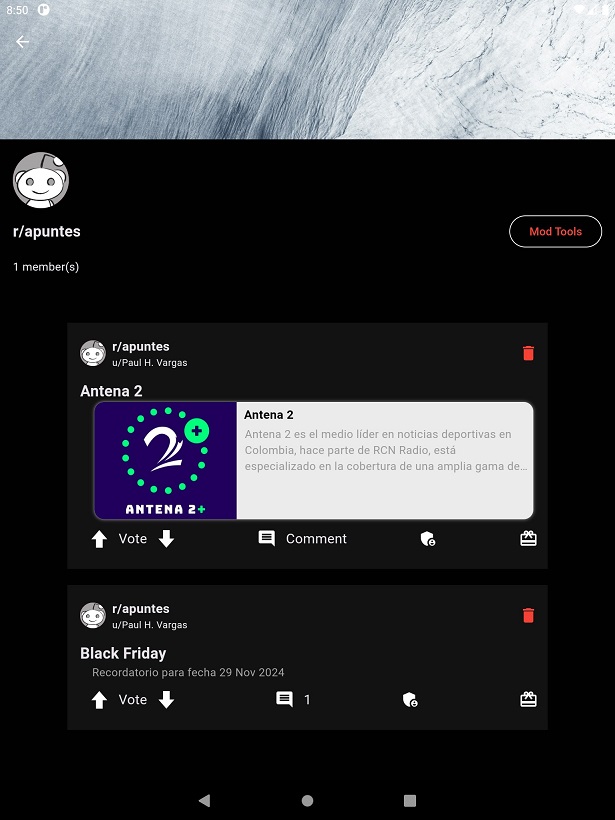 8:50
r/apuntes
Mod Tools
1 member(s)
r/apuntes
u/Paul H. Vargas
Antena 2
ANTENA 2+
Antena 2
Antena 2 es el medio líder en noticias deportivas en
Colombia, hace parte de RCN Radio, está
especializado en la cobertura de una amplia gama de…
Vote
Comment
r/apuntes
u/Paul H. Vargas
Black Friday
Recordatorio para fecha 29 Nov 2024
Vote
1